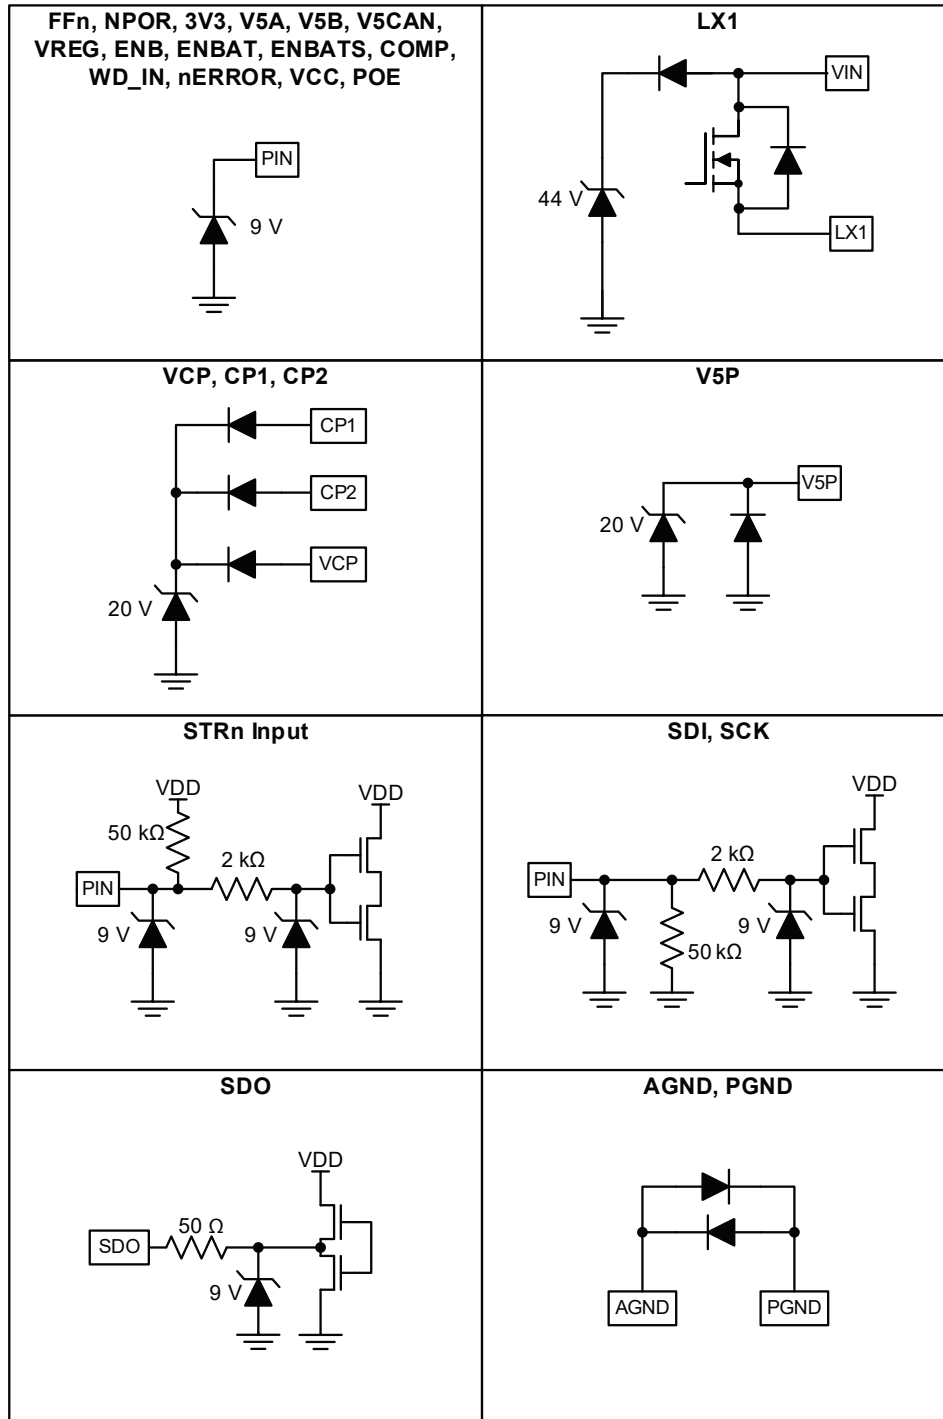 FFn, NPOR, 3V3, V5A, V5B, V5CAN,
VREG, ENB, ENBAT, ENBATS, COMP,
WD_IN, nERROR, VCC, POE
PIN
9 V
LX1
VIN
44 V
LX1
VCP, CP1, CP2
CP1
CP2
VCP
20 V
V5P
V5P
20 V
STRn Input
VDD
VDD
50 kΩ
2 kΩ
PIN
9 V
9 V
SDI, SCK
VDD
2 kΩ
PIN
9 V
9 V
50 kΩ
SDO
VDD
50 Ω
SDO
9 V
AGND, PGND
AGND
PGND